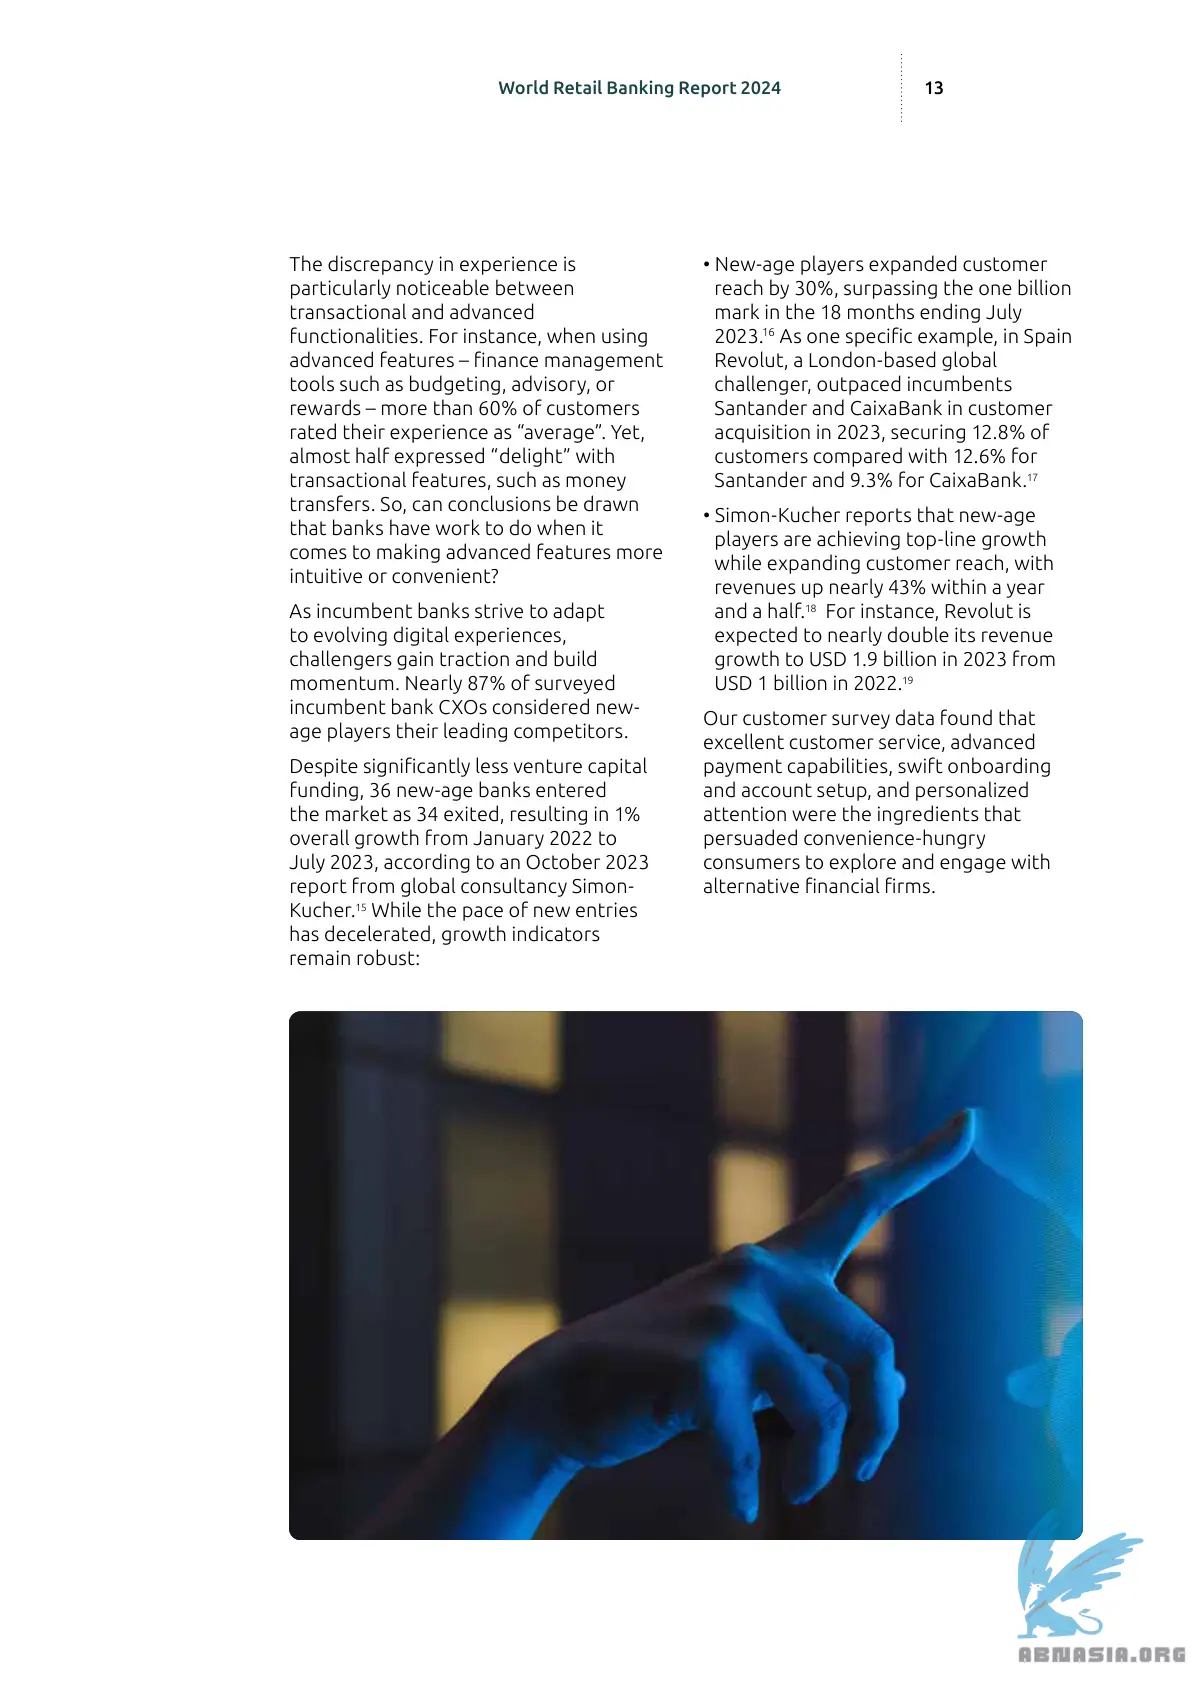 World Retail Banking Report 2024
13
The discrepancy in experience is
particularly noticeable between
transactional and advanced
functionalities. For instance, when using
advanced features – finance management
tools such as budgeting, advisory, or
rewards – more than 60% of customers
rated their experience as “average”. Yet,
almost half expressed “delight” with
transactional features, such as money
transfers. So, can conclusions be drawn
that banks have work to do when it
comes to making advanced features more
intuitive or convenient?
As incumbent banks strive to adapt
to evolving digital experiences,
challengers gain traction and build
momentum. Nearly 87% of surveyed
incumbent bank CXOs considered new-
age players their leading competitors.
Despite significantly less venture capital
funding, 36 new-age banks entered
the market as 34 exited, resulting in 1%
overall growth from January 2022 to
July 2023, according to an October 2023
report from global consultancy Simon-
Kucher.15 While the pace of new entries
has decelerated, growth indicators
remain robust:
• New-age players expanded customer
reach by 30%, surpassing the one billion
mark in the 18 months ending July
2023.16 As one specific example, in Spain
Revolut, a London-based global
challenger, outpaced incumbents
Santander and CaixaBank in customer
acquisition in 2023, securing 12.8% of
customers compared with 12.6% for
Santander and 9.3% for CaixaBank.17
• Simon-Kucher reports that new-age
players are achieving top-line growth
while expanding customer reach, with
revenues up nearly 43% within a year
and a half.18 For instance, Revolut is
expected to nearly double its revenue
growth to USD 1.9 billion in 2023 from
USD 1 billion in 2022.19
Our customer survey data found that
excellent customer service, advanced
payment capabilities, swift onboarding
and account setup, and personalized
attention were the ingredients that
persuaded convenience-hungry
consumers to explore and engage with
alternative financial firms.
ABNASIA.ORG